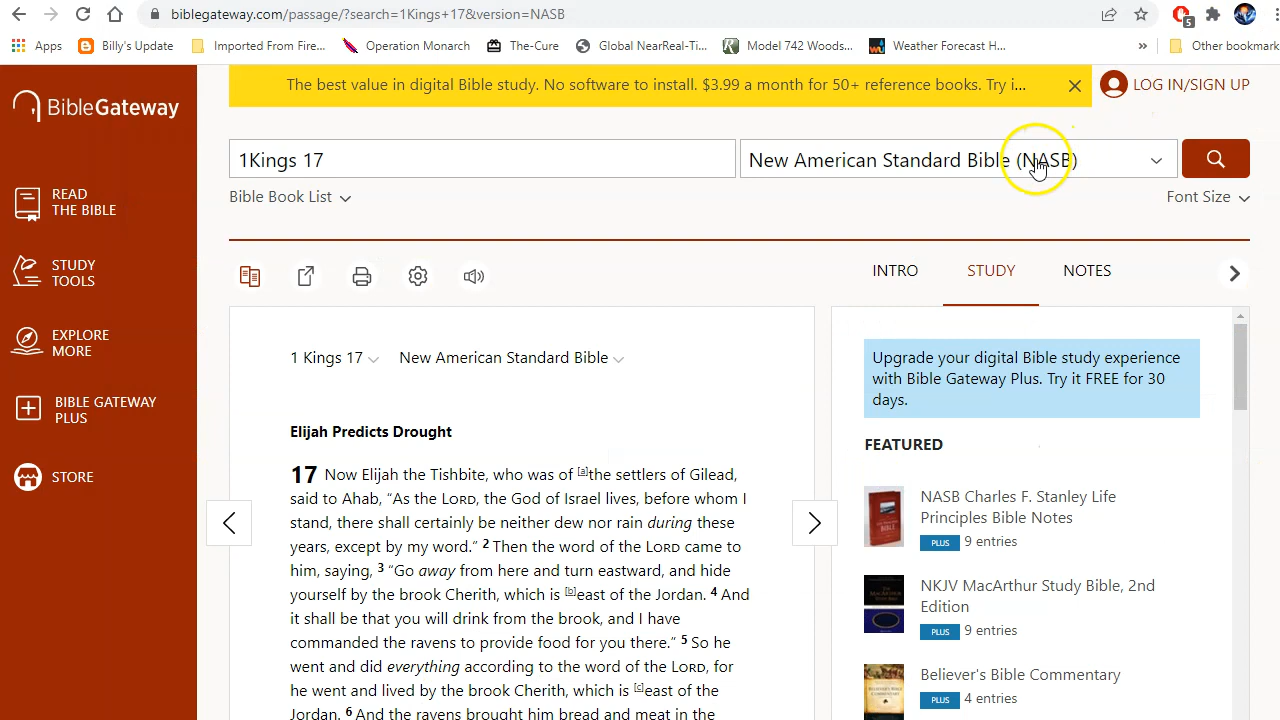 biblegateway.com/passage/?search=1Kings+17&version=NASB
5
Apps Billy's Update Imported From Fire... Operation Monarch The-Cure Global NearReal-Ti... Model 742 Woods... Weather Forecast H... » Other bookmark
BibleGateway
The best value in digital Bible study. No software to install. $3.99 a month for 50+ reference books. Try i...
LOG IN/SIGN UP
1Kings 17
New American Standard Bible (NASB)
Bible Book List
Font Size
READ
THE BIBLE
STUDY
TOOLS
EXPLORE
MORE
BIBLE GATEWAY
PLUS
STORE
INTRO STUDY NOTES
1 Kings 17 New American Standard Bible
Elijah Predicts Drought
17 Now Elijah the Tishbite, who was of [a]the settlers of Gilead,
said to Ahab, “As the LORD, the God of Israel lives, before whom I
stand, there shall certainly be neither dew nor rain during these
years, except by my word.” 2 Then the word of the LORD came to
him, saying, 3 “Go away from here and turn eastward, and hide
yourself by the brook Cherith, which is [b]east of the Jordan. 4 And
it shall be that you will drink from the brook, and I have
commanded the ravens to provide food for you there.” 5 So he
went and did everything according to the word of the LORD, for
he went and lived by the brook Cherith, which is [c]east of the
Jordan. 6 And the ravens brought him bread and meat in the
Upgrade your digital Bible study experience
with Bible Gateway Plus. Try it FREE for 30
days.
FEATURED
NASB Charles F. Stanley Life
Principles Bible Notes
PLUS 9 entries
NKJV MacArthur Study Bible, 2nd
Edition
PLUS 9 entries
Believer's Bible Commentary
PLUS 4 entries